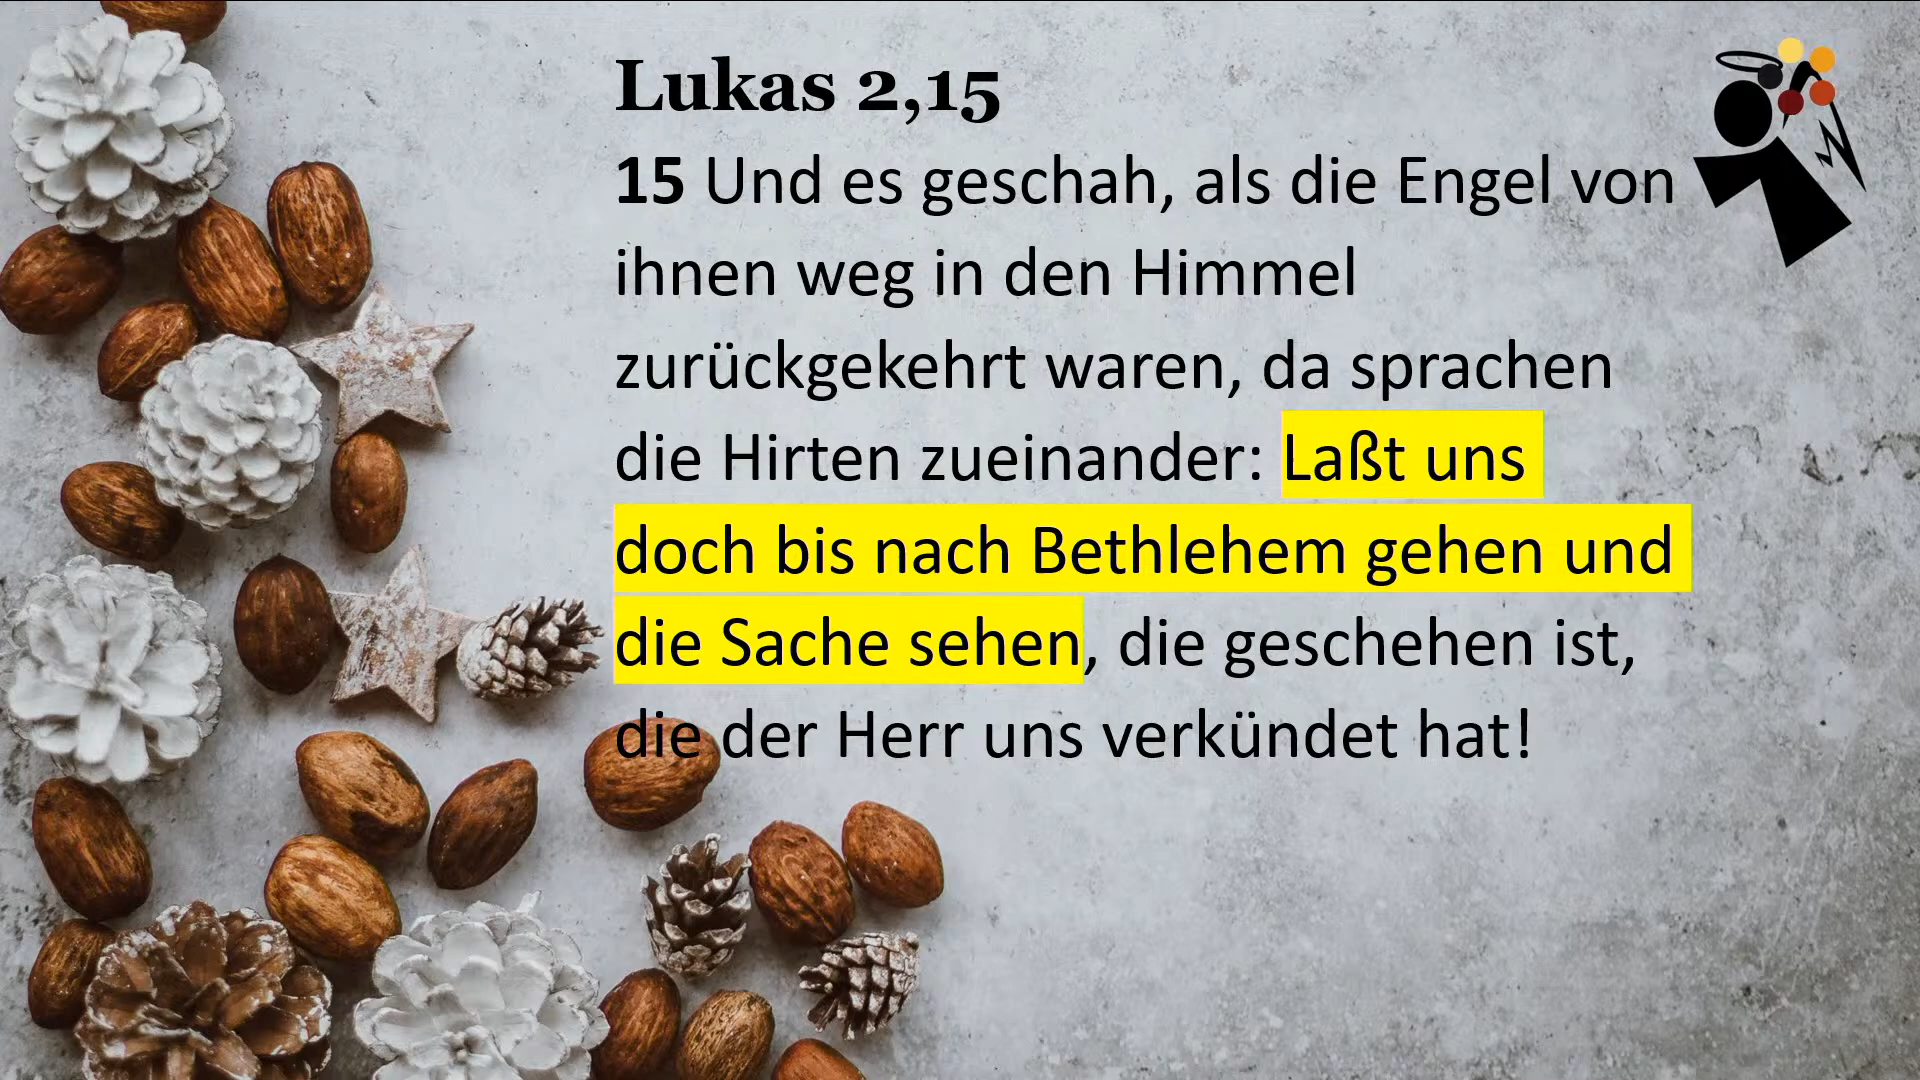 Lukas 2,15
15 Und es geschah, als die Engel von
ihnen weg in den Himmel
zurückgekehrt waren, da sprachen
die Hirten zueinander: Laßt uns
doch bis nach Bethlehem gehen und
die Sache sehen, die geschehen ist,
die der Herr uns verkündet hat!